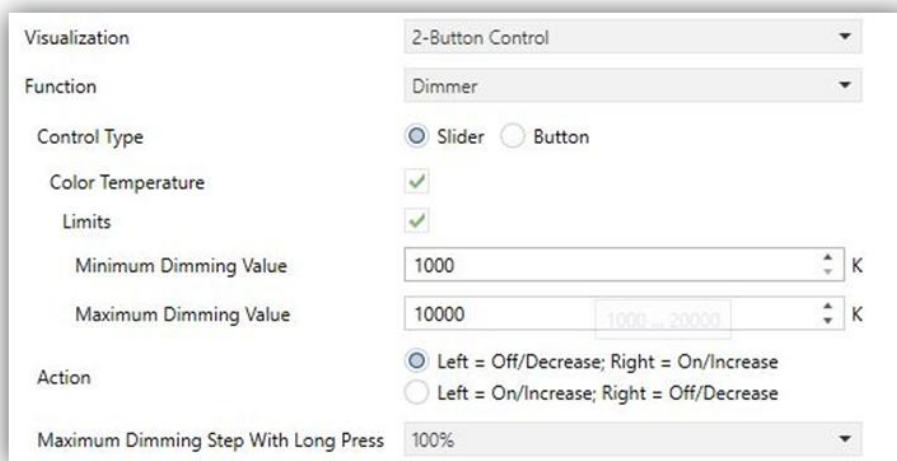 Visualization 2-Button Control
Function Dimmer
Control Type Slider Button
Color Temperature
Limits
Minimum Dimming Value 1000 K
Maximum Dimming Value 10000 1000 ... 20000 K
Action Left = Off/Decrease; Right = On/Increase
Left = On/Increase; Right = Off/Decrease
Maximum Dimming Step With Long Press 100%